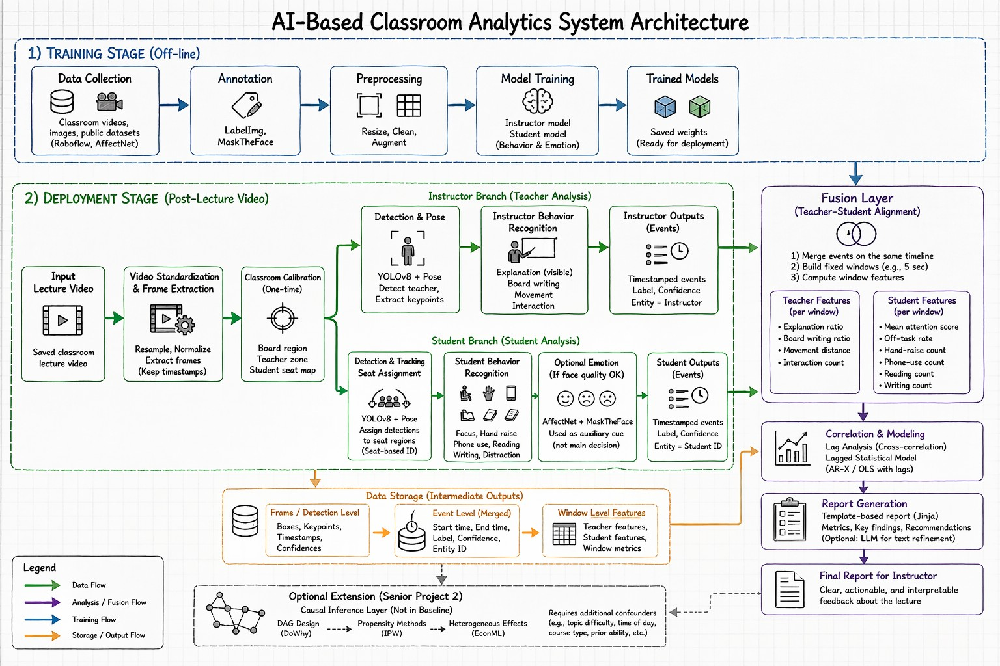 AI-Based Classroom Analytics System Architecture
1) TRAINING STAGE (Off-line)
Data Collection
Classroom videos,
images, public datasets
(Roboflow, AffectNet)
Annotation
LabelImg,
MaskTheFace
Preprocessing
Resize, Clean,
Augment
Model Training
Instructor model
Student model
(Behavior & Emotion)
Trained Models
Saved weights
(Ready for deployment)
2) DEPLOYMENT STAGE (Post-Lecture Video)
Input
Lecture Video
Saved classroom
lecture video
Video Standardization
& Frame Extraction
Resample, Normalize
Extract frames
(Keep timestamps)
Classroom Calibration
(One-time)
Board region
Teacher zone
Student seat map
Instructor Branch (Teacher Analysis)
Detection & Pose
YOLOv8 + Pose
Detect teacher,
Extract keypoints
Instructor Behavior
Recognition
Explanation (visible)
Board writing
Movement
Interaction
Instructor Outputs
(Events)
Timestamped events
Label, Confidence
Entity = Instructor
Student Branch (Student Analysis)
Detection & Tracking
Seat Assignment
YOLOv8 + Pose
Assign detections
to seat regions
(Seat-based ID)
Student Behavior
Recognition
Focus, Hand raise
Phone use, Reading
Writing, Distraction
Optional Emotion
(If face quality OK)
AffectNet + MaskTheFace
Used as auxiliary cue
(not main decision)
Student Outputs
(Events)
Timestamped events
Label, Confidence
Entity = Student ID
Fusion Layer
(Teacher-Student Alignment)
1) Merge events on the same timeline
2) Build fixed windows (e.g., 5 sec)
3) Compute window features
Teacher Features
(per window)
• Explanation ratio
• Board writing ratio
• Movement distance
• Interaction count
Student Features
(per window)
• Mean attention score
• Off-task rate
• Hand-raise count
• Phone-use count
• Reading count
• Writing count
Correlation & Modeling
Lag Analysis (Cross-correlation)
Lagged Statistical Model
(AR-X / OLS with lags)
Report Generation
Template-based report (Jinja)
Metrics, Key findings, Recommendations
(Optional: LLM for text refinement)
Final Report for Instructor
Clear, actionable, and interpretable
feedback about the lecture
Data Storage (Intermediate Outputs)
Frame / Detection Level
Boxes, Keypoints,
Timestamps,
Confidences
Event Level (Merged)
Start time, End time,
Label, Confidence,
Entity ID
Window Level Features
Teacher features,
Student features,
Window metrics
Optional Extension (Senior Project 2)
Causal Inference Layer (Not in Baseline)
DAG Design
(DoWhy)
Propensity Methods
(IPW)
Heterogeneous Effects
(EconML)
Requires additional confounders
(e.g., topic difficulty, time of day,
course type, prior ability, etc.)
Legend
Data Flow
Analysis / Fusion Flow
Training Flow
Storage / Output Flow